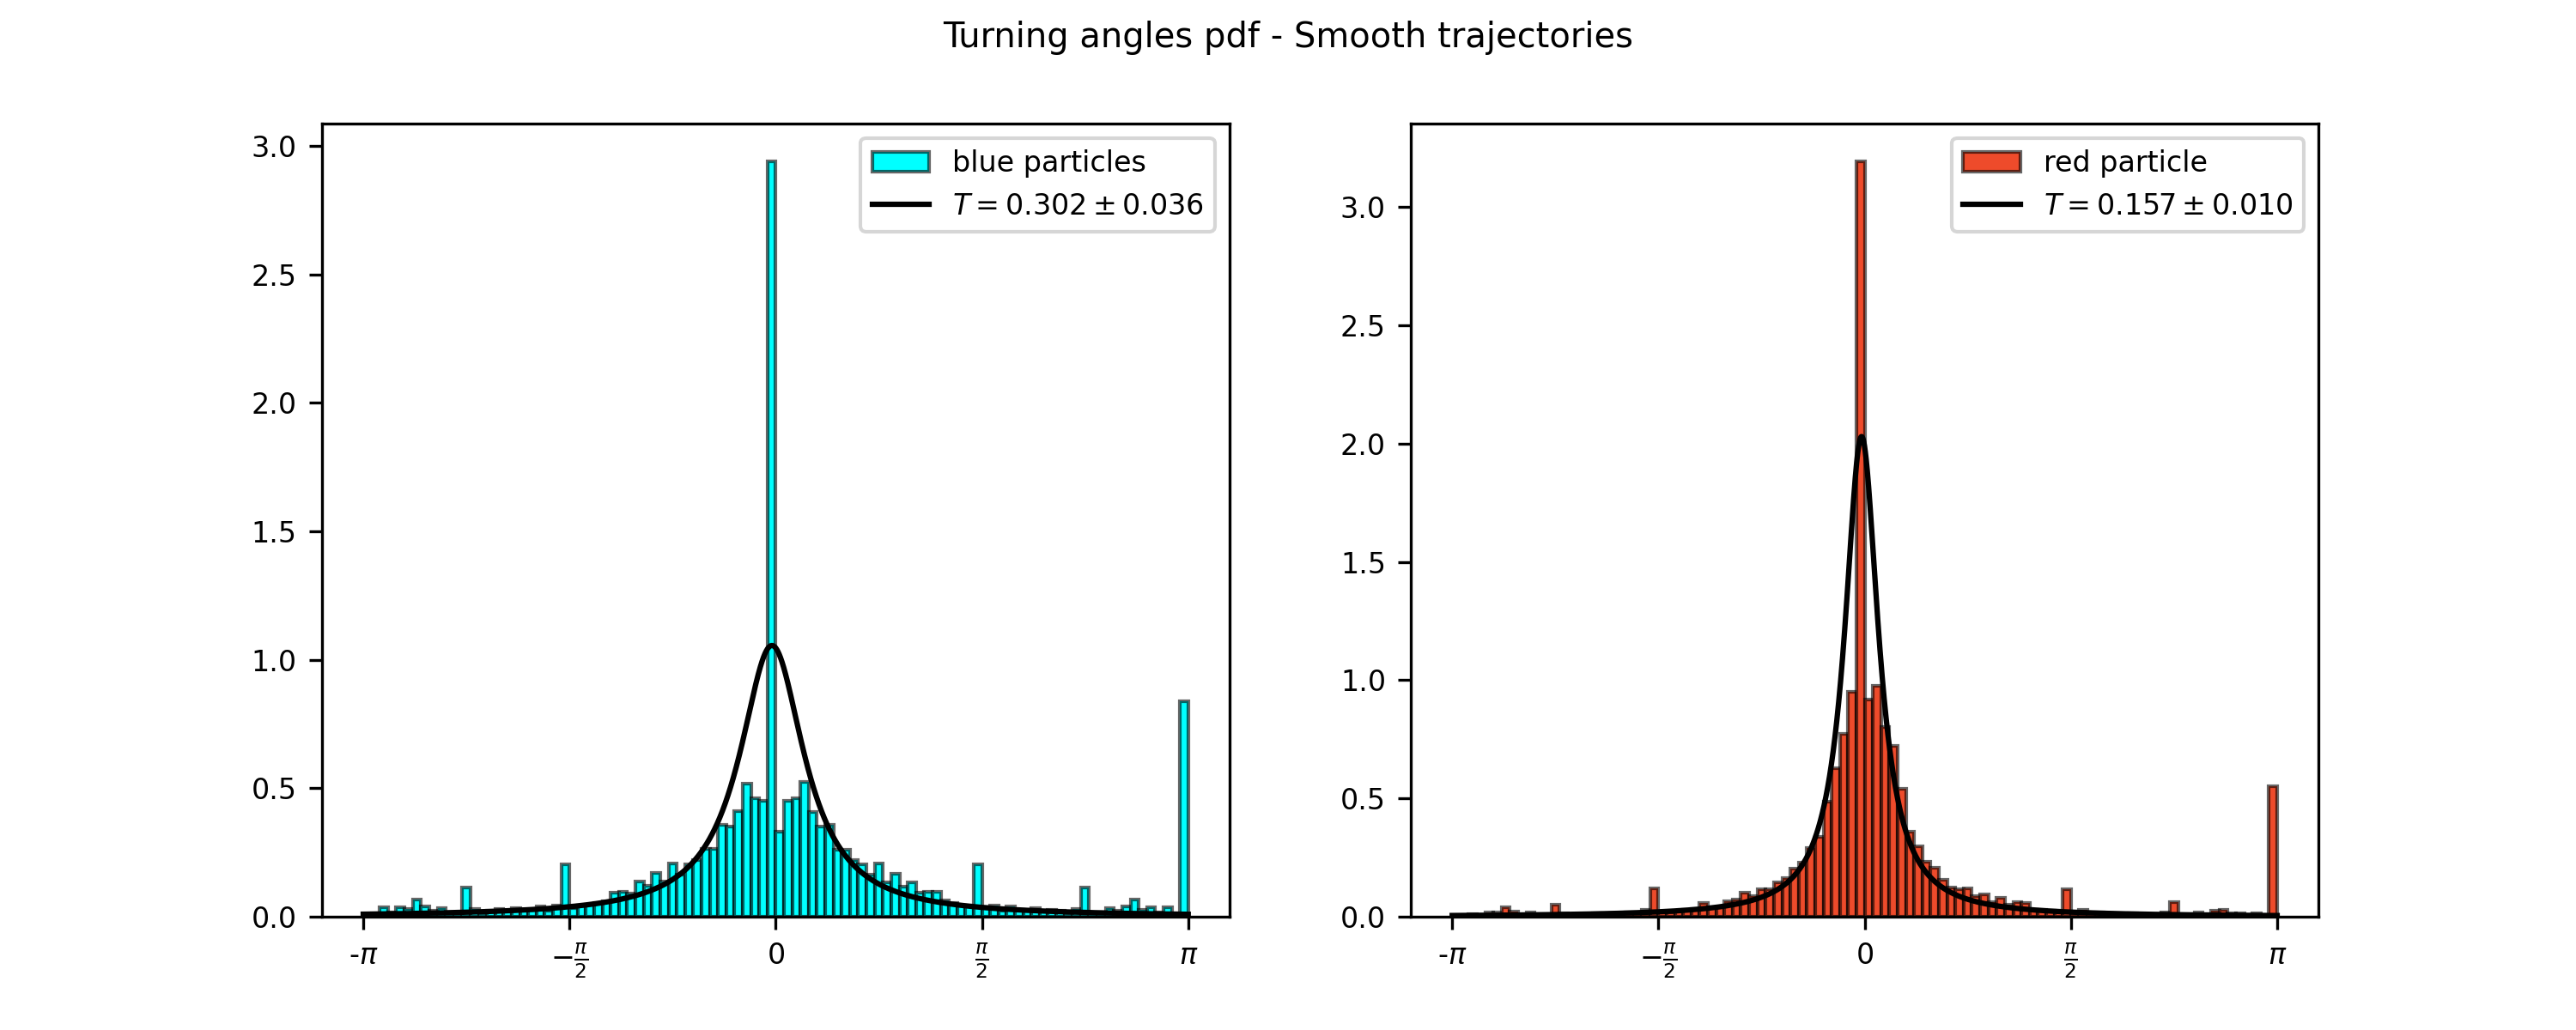 Turning angles pdf - Smooth trajectories
blue particles
T = 0.302 ± 0.036
3.0
2.5
2.0
1.5
1.0
0.5
0.0
-π
−π/2
0
π/2
π
red particle
T = 0.157 ± 0.010
3.0
2.5
2.0
1.5
1.0
0.5
0.0
-π
−π/2
0
π/2
π